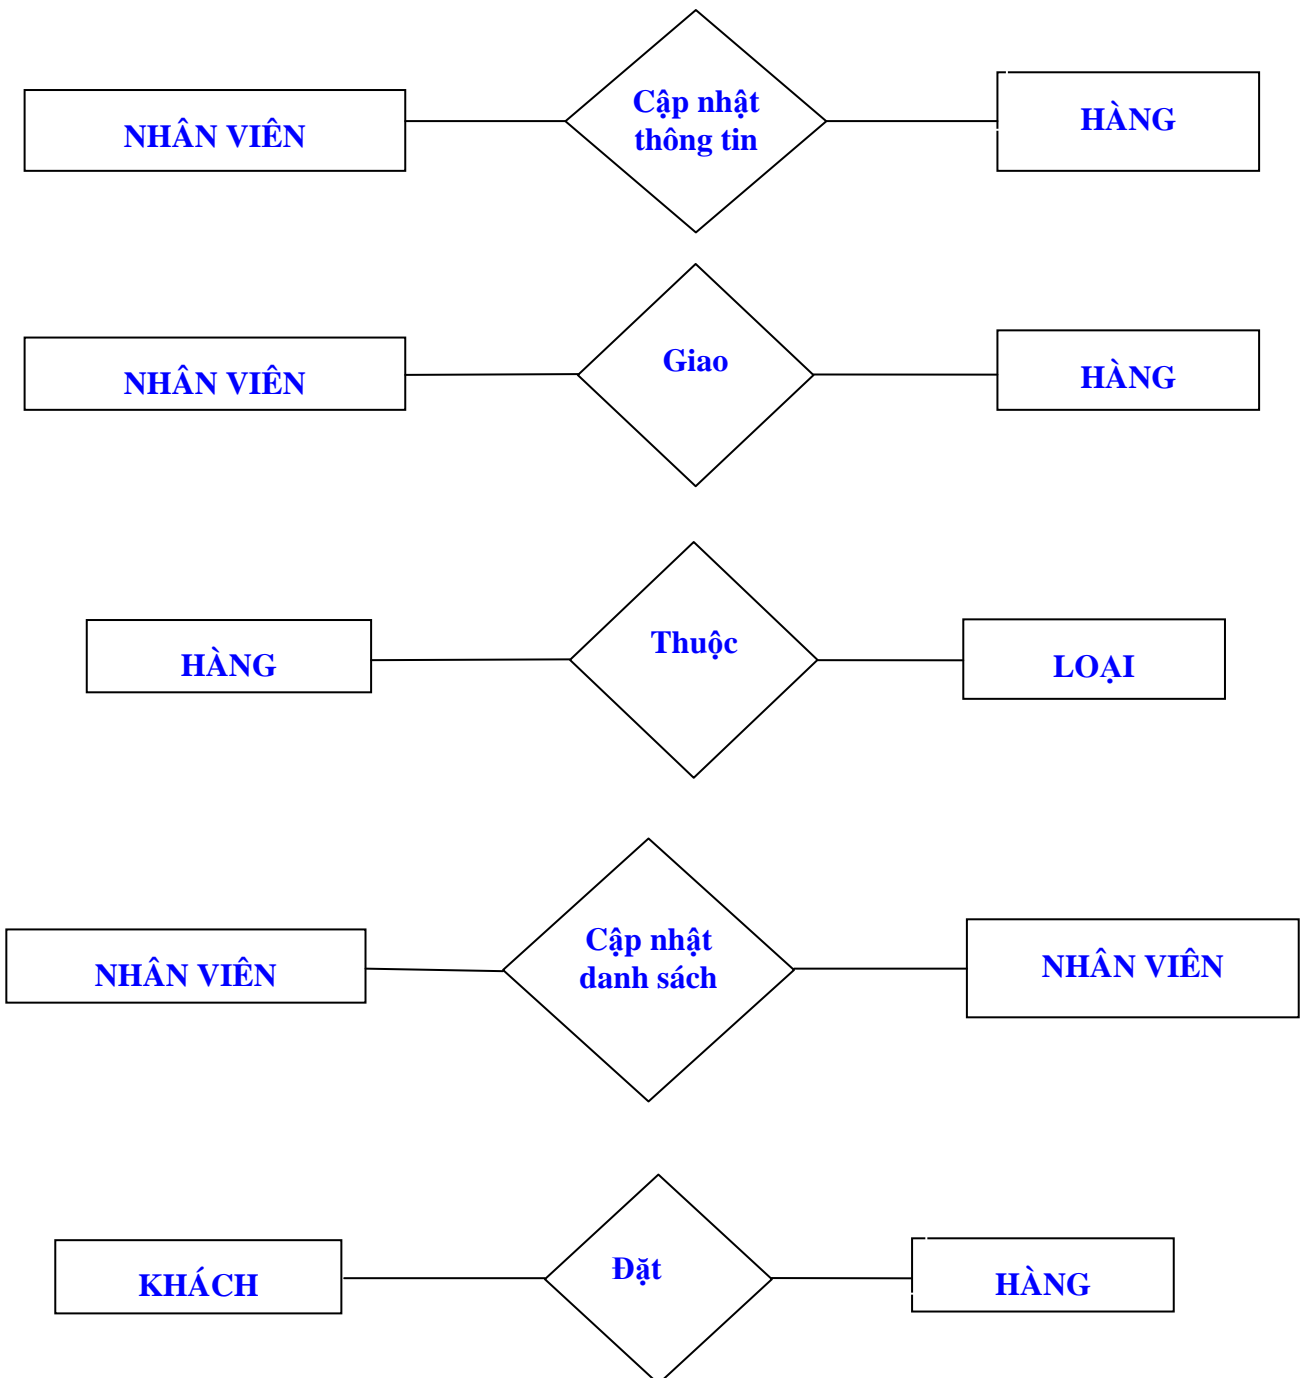 NHÂN VIÊN
Cập nhật
thông tin
HÀNG
NHÂN VIÊN
Giao
HÀNG
HÀNG
Thuộc
LOẠI
NHÂN VIÊN
Cập nhật
danh sách
NHÂN VIÊN
KHÁCH
Đặt
HÀNG